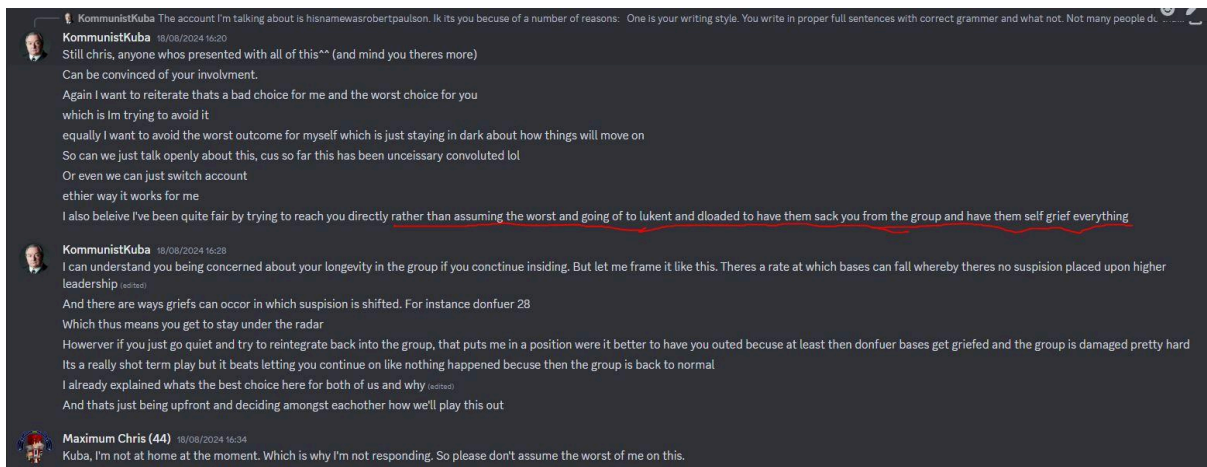 KommunistKuba The account I'm talking about is hisnamewasrobertpaulson. Ik its you becuse of a number of reasons: One is your writing style. You write in proper full sentences with correct grammer and what not. Not many people
KommunistKuba 18/08/2024 16:20
Still chris, anyone whos presented with all of this^^ (and mind you theres more)
Can be convinced of your involvment.
Again I want to reiterate thats a bad choice for me and the worst choice for you
which is Im trying to avoid it
equally I want to avoid the worst outcome for myself which is just staying in dark about how things will move on
So can we just talk openly about this, cus so far this has been unceissary convoluted lol
Or even we can just switch account
ethier way it works for me
I also beleive I've been quite fair by trying to reach you directly rather than assuming the worst and going of to lukent and dloaded to have them sack you from the group and have them self grief everything
KommunistKuba 18/08/2024 16:28
I can understand you being concerned about your longevity in the group if you conctinue insiding. But let me frame it like this. Theres a rate at which bases can fall whereby theres no suspision placed upon higher
leadership (edited)
And there are ways griefs can occor in which suspision is shifted. For instance donfuer 28
Which thus means you get to stay under the radar
Howerver if you just go quiet and try to reintegrate back into the group, that puts me in a position were it better to have you outed becuse at least then donfuer bases get griefed and the group is damaged pretty hard
Its a really shot term play but it beats letting you continue on like nothing happened becuse then the group is back to normal
I already explained whats the best choice here for both of us and why (edited)
And thats just being upfront and deciding amongst eachother how we'll play this out
Maximum Chris (44) 18/08/2024 16:34
Kuba, I'm not at home at the moment. Which is why I'm not responding. So please don't assume the worst of me on this.